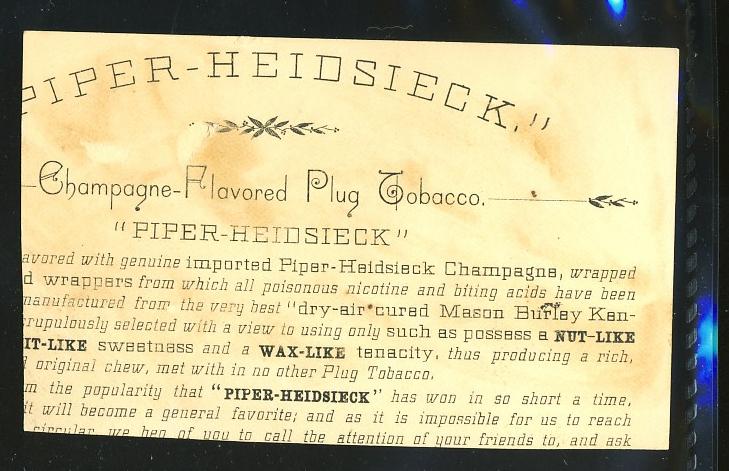 PIPER-HEIDSIECK."
Champagne-Flavored Plug Tobacco.
"PIPER-HEIDSIECK"
avored with genuine imported Piper-Heidsieck Champagne, wrapped
d wrappers from which all poisonous nicotine and biting acids have been
manufactured from the very best "dry-air cured Mason Burley Ken-
rupulously selected with a view to using only such as possess a NUT-LIKE
IT-LIKE sweetness and a WAX-LIKE tenacity, thus producing a rich,
original chew, met with in no other Plug Tobacco.
m the popularity that "PIPER-HEIDSIECK" has won in so short a time,
it will become a general favorite; and as it is impossible for us to reach
circular, we beg of you to call the attention of your friends to, and ask